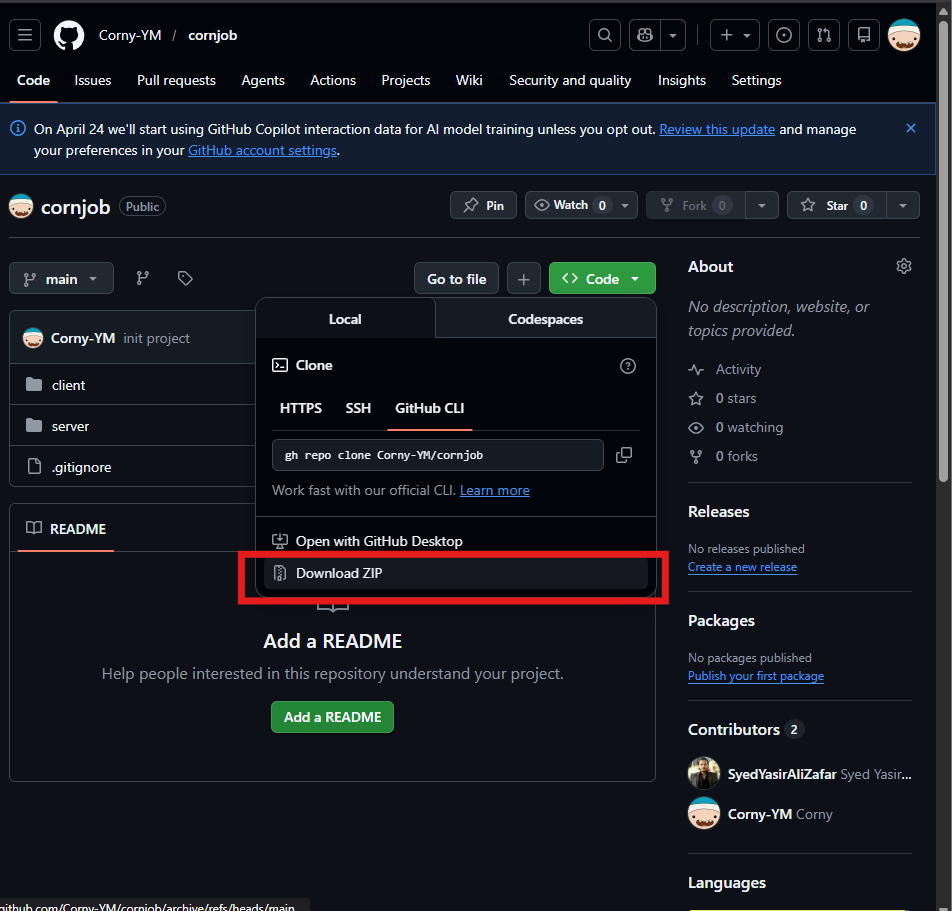 Corny-YM / cornjob
Code Issues Pull requests Agents Actions Projects Wiki Security and quality Insights Settings
On April 24 we'll start using GitHub Copilot interaction data for AI model training unless you opt out. Review this update and manage
your preferences in your GitHub account settings.
cornjob Public
Pin Watch 0 Fork 0 Star 0
main Go to file Code
Local Codespaces
Corny-YM init project
client
server
.gitignore
Clone
HTTPS SSH GitHub CLI
gh repo clone Corny-YM/cornjob
Work fast with our official CLI. Learn more
Open with GitHub Desktop
Download ZIP
README
Add a README
Help people interested in this repository understand your project.
Add a README
About
No description, website, or
topics provided.
Activity
0 stars
0 watching
0 forks
Releases
No releases published
Create a new release
Packages
No packages published
Publish your first package
Contributors 2
SyedYasirAliZafar Syed Yasir...
Corny-YM Corny
Languages
github.com/Corny-YM/cornjob/archive/refs/heads/main